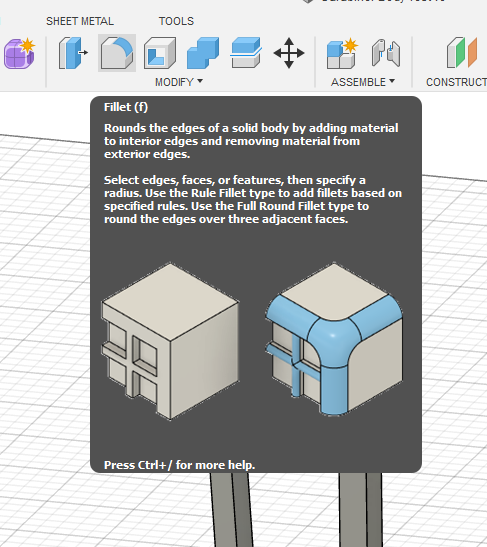 SHEET METAL TOOLS
MODIFY ASSEMBLE CONSTRUCT
Fillet (f)
Rounds the edges of a solid body by adding material
to interior edges and removing material from
exterior edges.
Select edges, faces, or features, then specify a
radius. Use the Rule Fillet type to add fillets based on
specified rules. Use the Full Round Fillet type to
round the edges over three adjacent faces.
Press Ctrl+/ for more help.